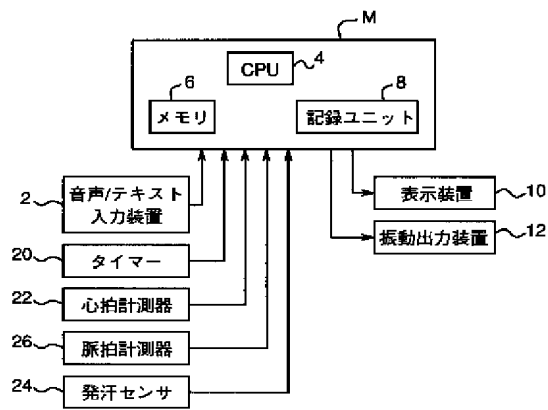 M
CPU
4
6
メモリ
8
記録ユニット
2
音声/テキスト
入力装置
表示装置
10
20
タイマー
振動出力装置
12
22
心拍計測器
26
脈拍計測器
24
発汗センサ